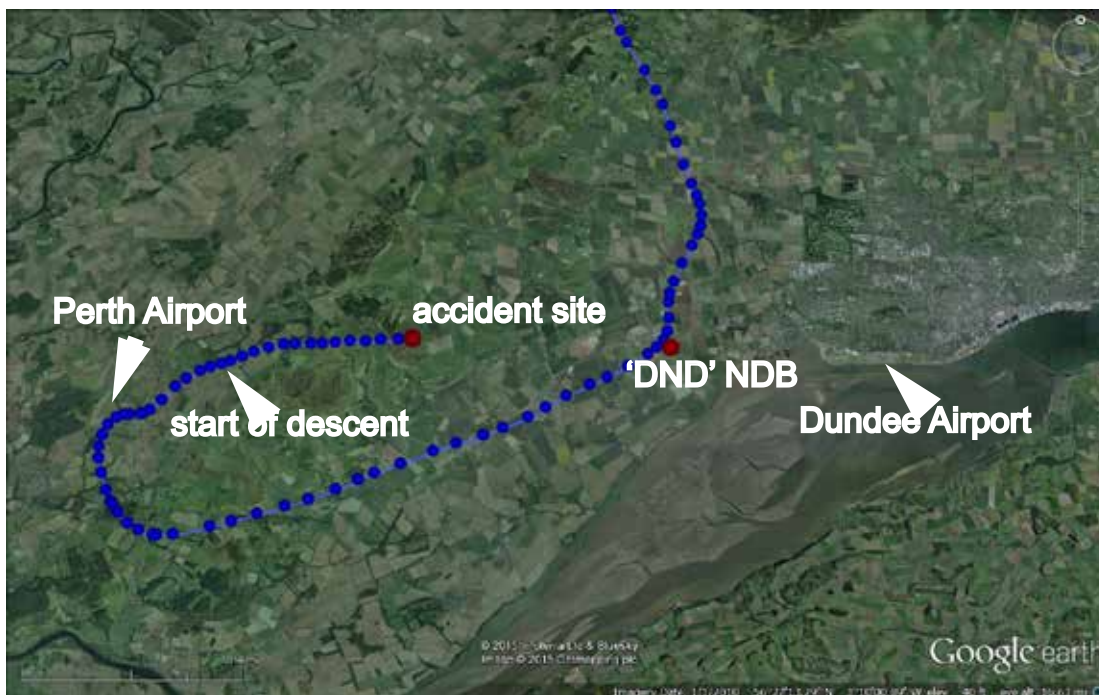 Perth Airport
accident site
'DND' NDB
start of descent
Dundee Airport
Google earth